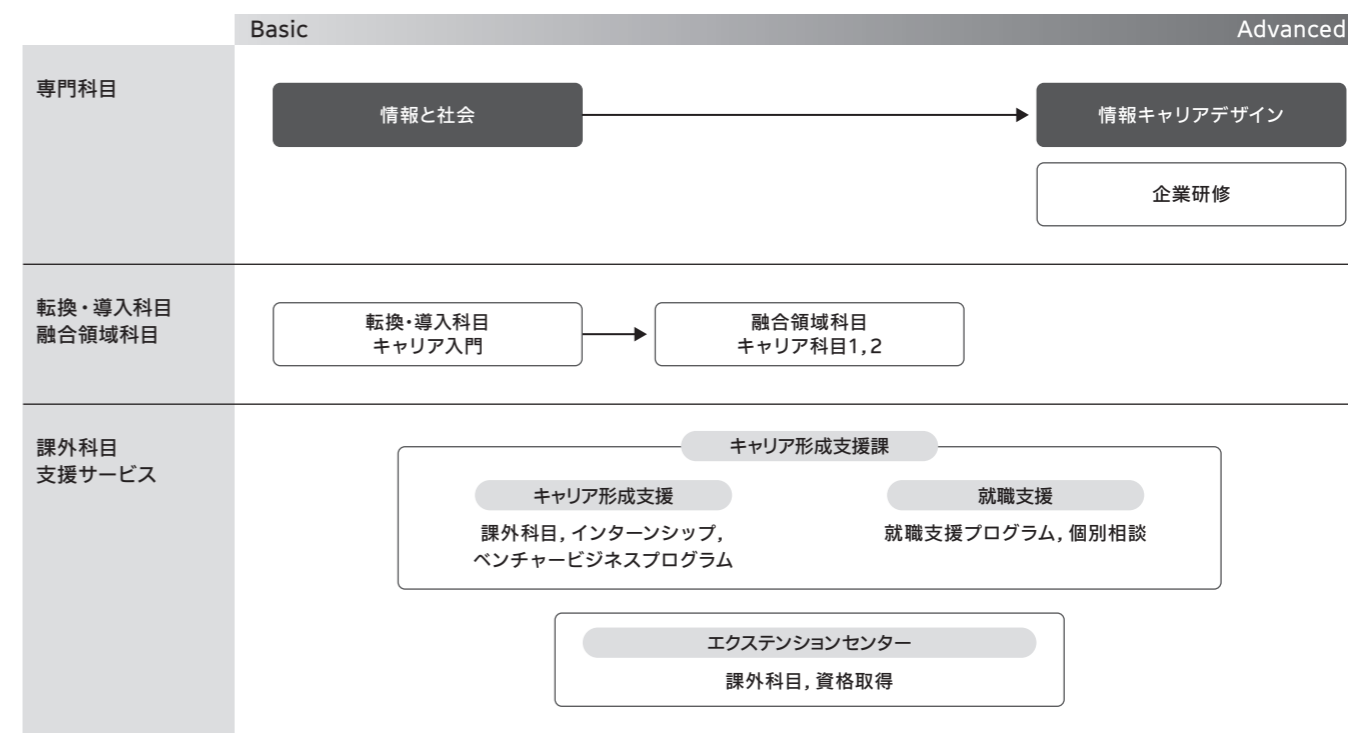 Basic
Advanced
専門科目
情報と社会
情報キャリアデザイン
企業研修
転換・導入科目
融合領域科目
転換・導入科目
キャリア入門
融合領域科目
キャリア科目1,2
課外科目
支援サービス
キャリア形成支援課
キャリア形成支援
課外科目, インターンシップ,
ベンチャービジネスプログラム
就職支援
就職支援プログラム, 個別相談
エクステンションセンター
課外科目, 資格取得